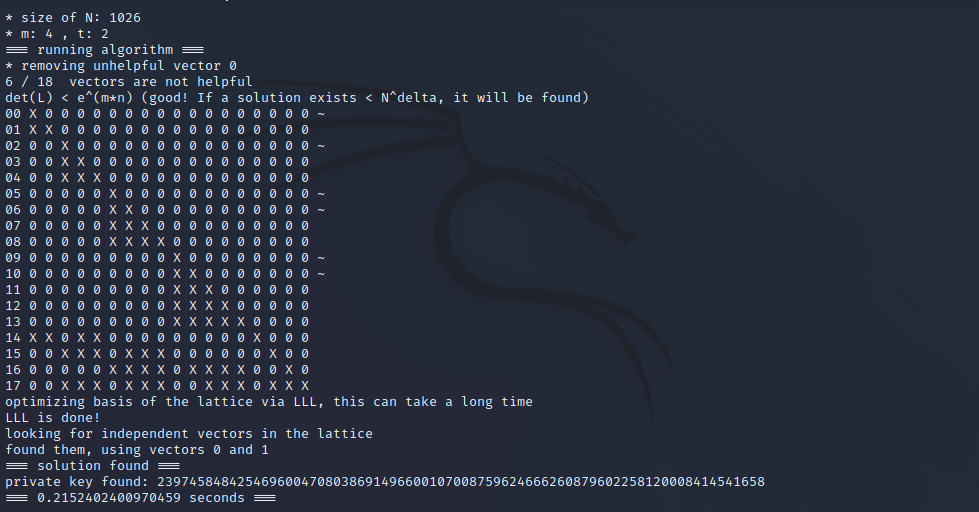 * size of N: 1026
* m: 4 , t: 2
=== running algorithm ===
* removing unhelpful vector 0
6 / 18  vectors are not helpful
det(L) < e^(m*n) (good! If a solution exists < N^delta, it will be found)
00 X 0 0 0 0 0 0 0 0 0 0 0 0 0 0 0 0 0 ~
01 X X 0 0 0 0 0 0 0 0 0 0 0 0 0 0 0 0
02 0 0 X 0 0 0 0 0 0 0 0 0 0 0 0 0 0 0 ~
03 0 0 X X 0 0 0 0 0 0 0 0 0 0 0 0 0 0
04 0 0 X X X 0 0 0 0 0 0 0 0 0 0 0 0 0
05 0 0 0 0 0 X 0 0 0 0 0 0 0 0 0 0 0 0 ~
06 0 0 0 0 0 X X 0 0 0 0 0 0 0 0 0 0 0 ~
07 0 0 0 0 0 X X X 0 0 0 0 0 0 0 0 0 0
08 0 0 0 0 0 X X X X 0 0 0 0 0 0 0 0 0
09 0 0 0 0 0 0 0 0 0 X 0 0 0 0 0 0 0 0 ~
10 0 0 0 0 0 0 0 0 0 X X 0 0 0 0 0 0 0 ~
11 0 0 0 0 0 0 0 0 0 X X X 0 0 0 0 0 0
12 0 0 0 0 0 0 0 0 0 X X X X 0 0 0 0 0
13 0 0 0 0 0 0 0 0 0 X X X X X 0 0 0 0
14 X X 0 X X 0 0 0 0 0 0 0 0 0 X 0 0 0
15 0 0 X X X 0 X X X 0 0 0 0 0 0 X 0 0
16 0 0 0 0 0 X X X X 0 X X X X 0 0 X 0
17 0 0 X X X 0 X X X 0 0 X X X 0 X X X
optimizing basis of the lattice via LLL, this can take a long time
LLL is done!
looking for independent vectors in the lattice
found them, using vectors 0 and 1
=== solution found ===
private key found: 2397458484254696004708038691496600107008759624666260879602258120008414541658
=== 0.2152402400970459 seconds ===